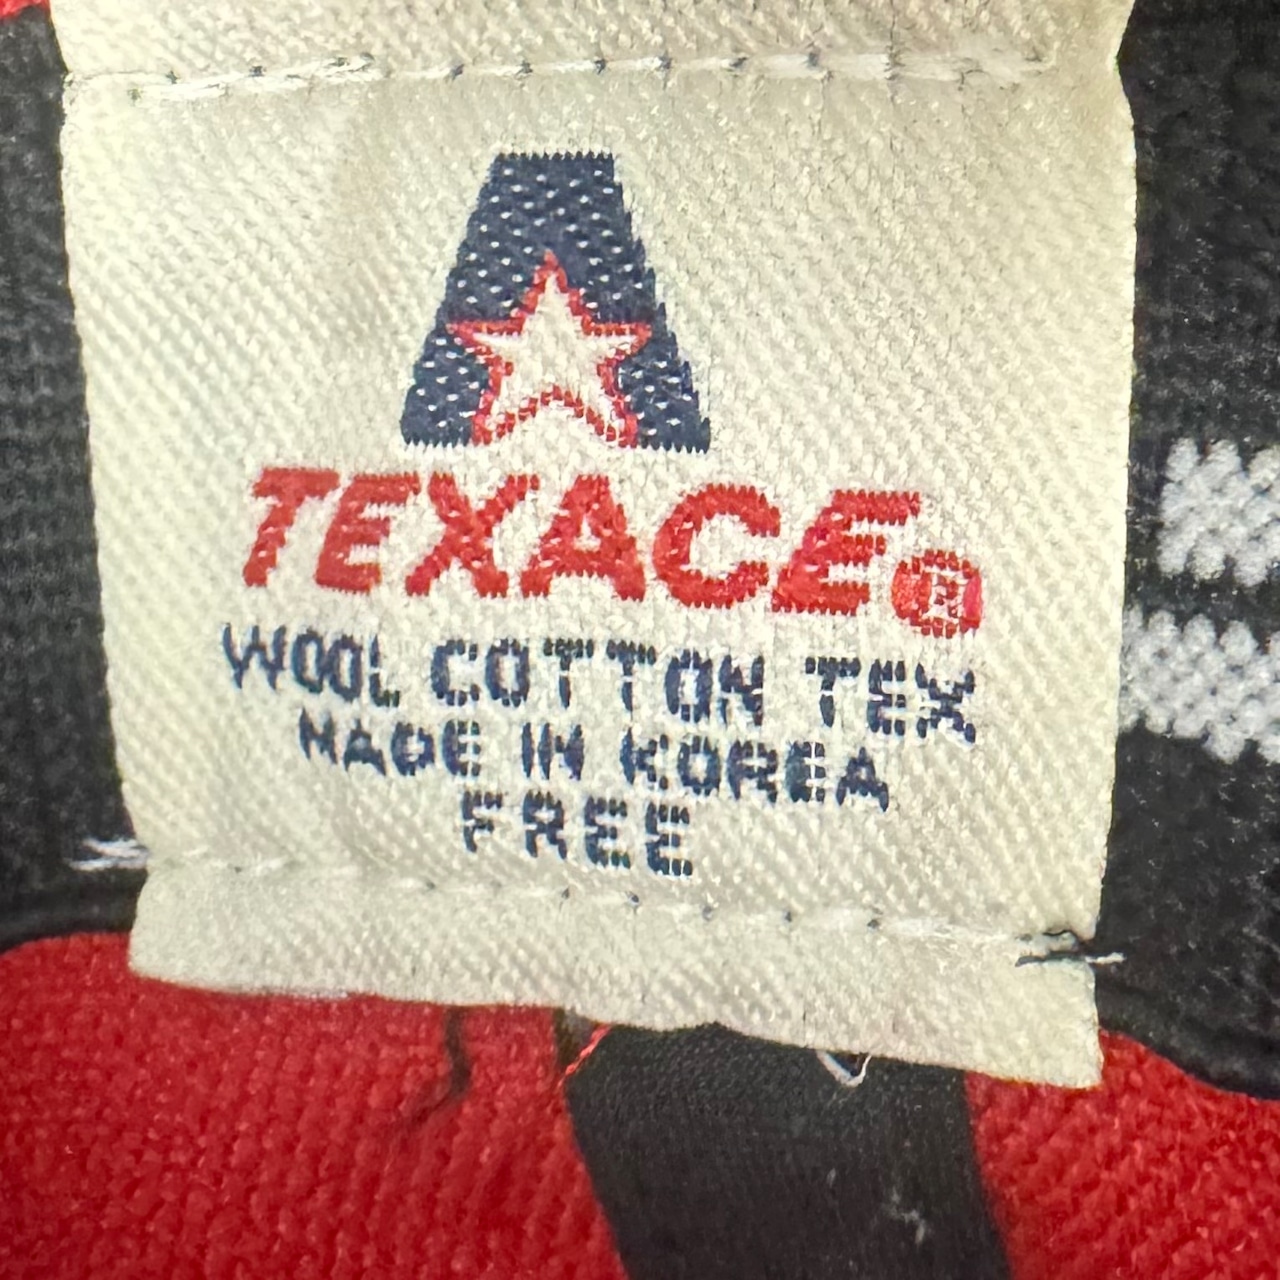 A
TEXACE®
WOOL COTTON TEX
MADE IN KOREA
FREE